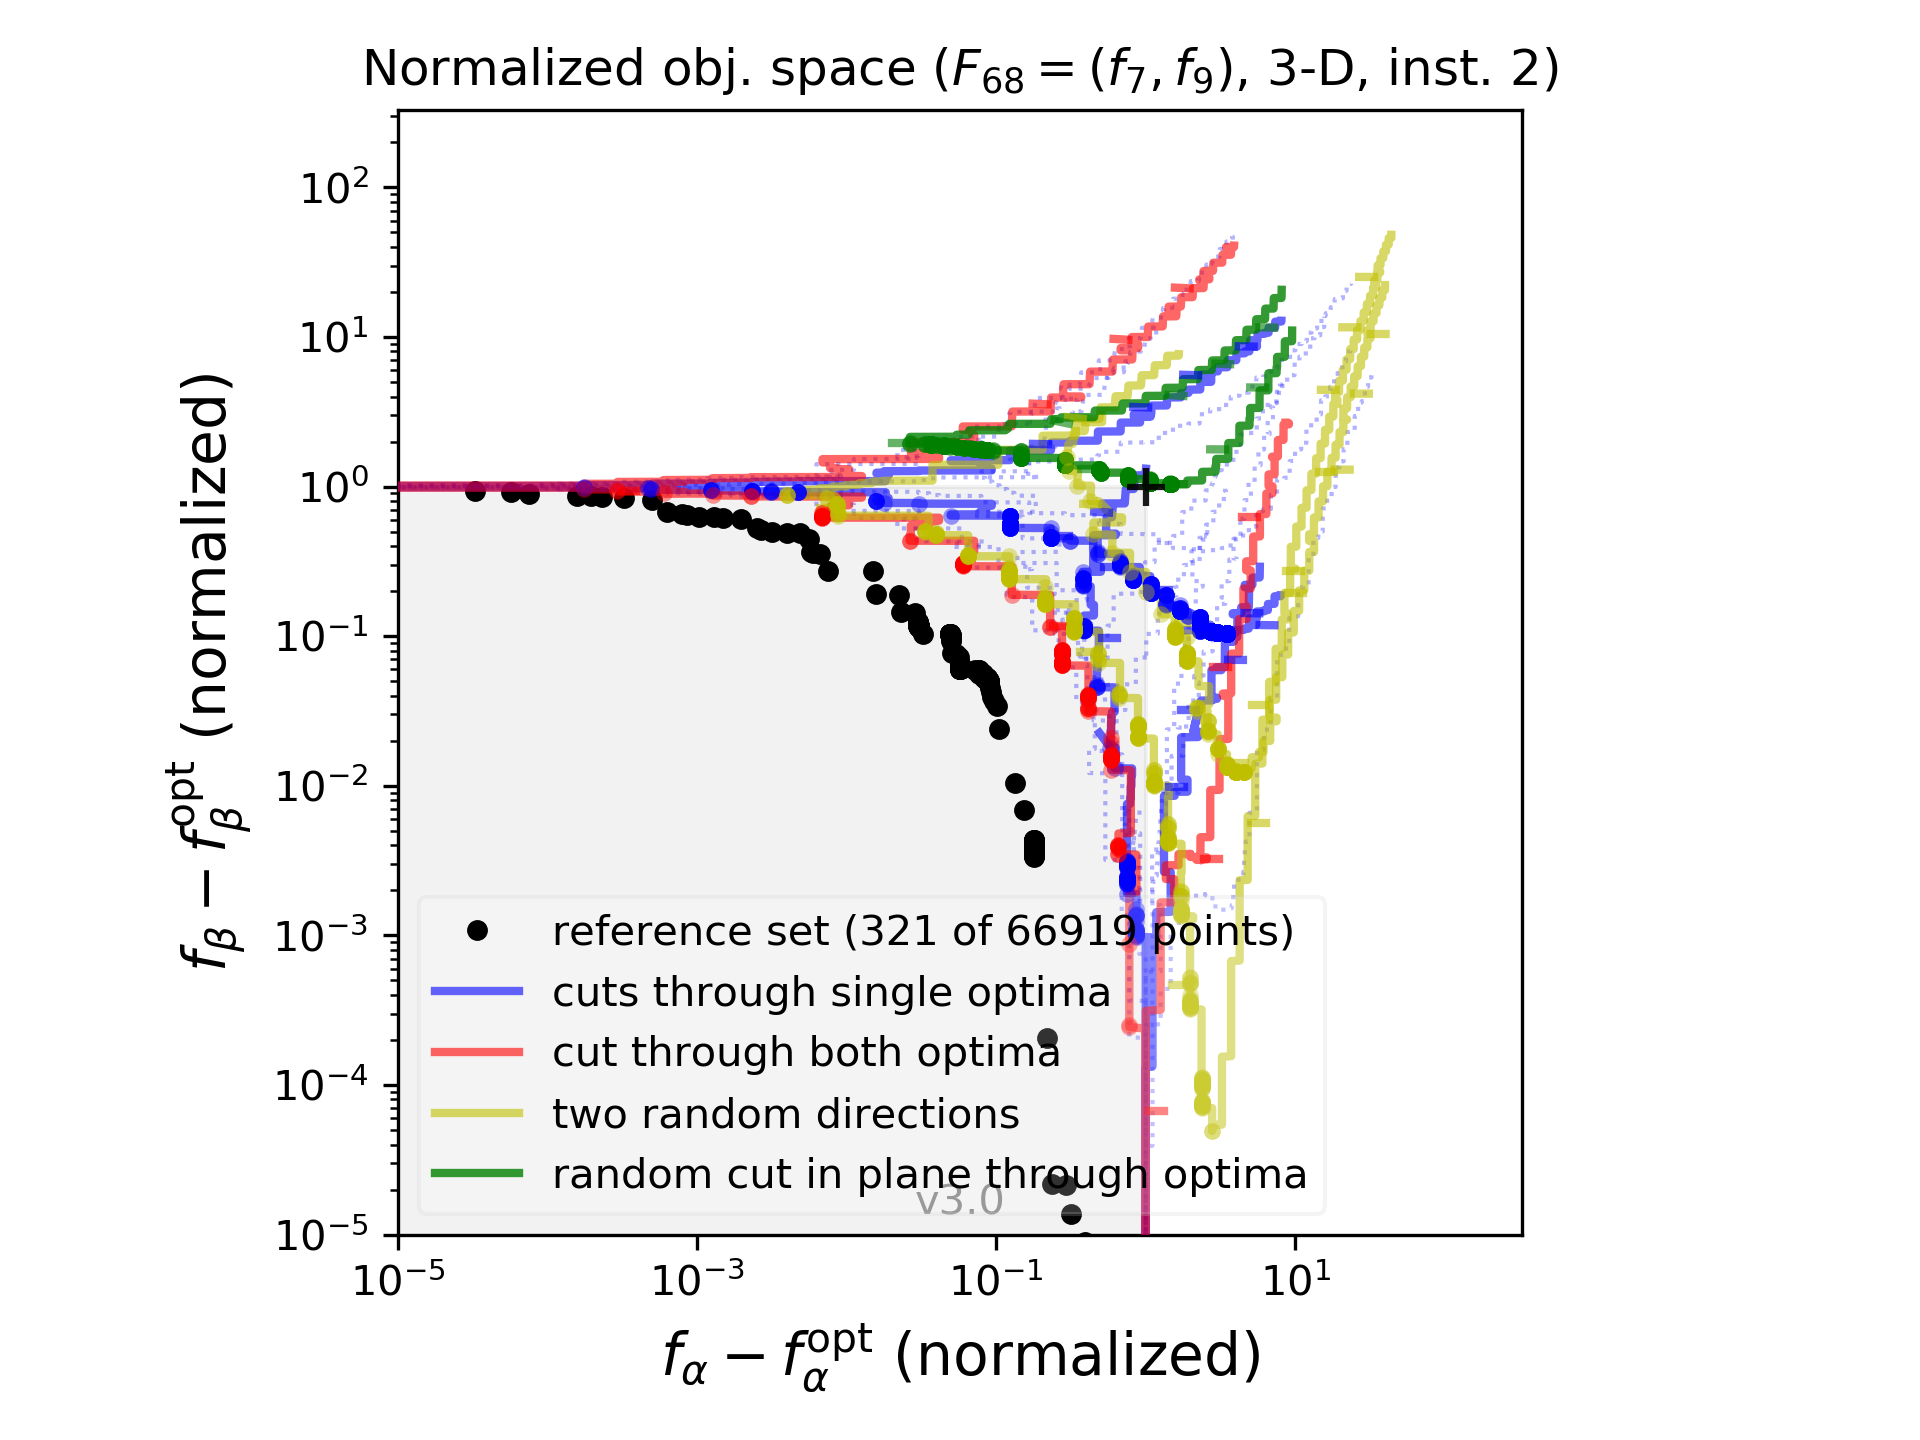 Normalized obj. space (F₆₈ = (f₇, f₉), 3-D, inst. 2)
10²
10¹
10⁰
10⁻¹
10⁻²
10⁻³
10⁻⁴
10⁻⁵
f_β − f_β^opt (normalized)
reference set (321 of 66919 points)
cuts through single optima
cut through both optima
two random directions
random cut in plane through optima
v3.0
10⁻⁵ 10⁻³ 10⁻¹ 10¹
f_α − f_α^opt (normalized)